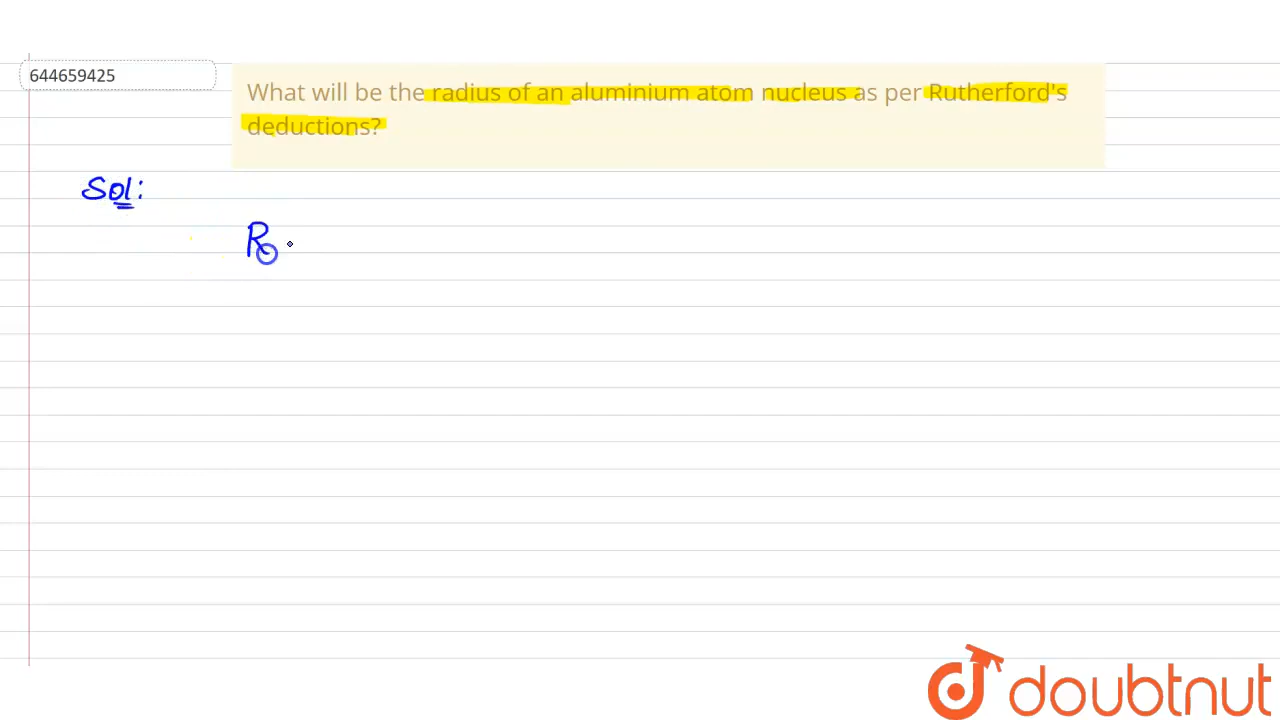 644659425
What will be the radius of an aluminium atom nucleus as per Rutherford's
deductions?
Sol:
R
doubtnut